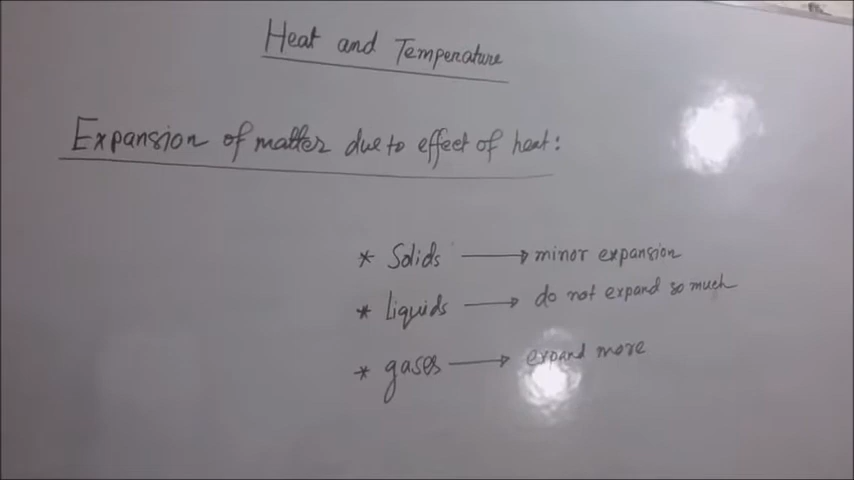 Heat and Temperature
Expansion of matter due to effect of heat:
* Solids → minor expansion
* Liquids → do not expand so much
* gases → expand more